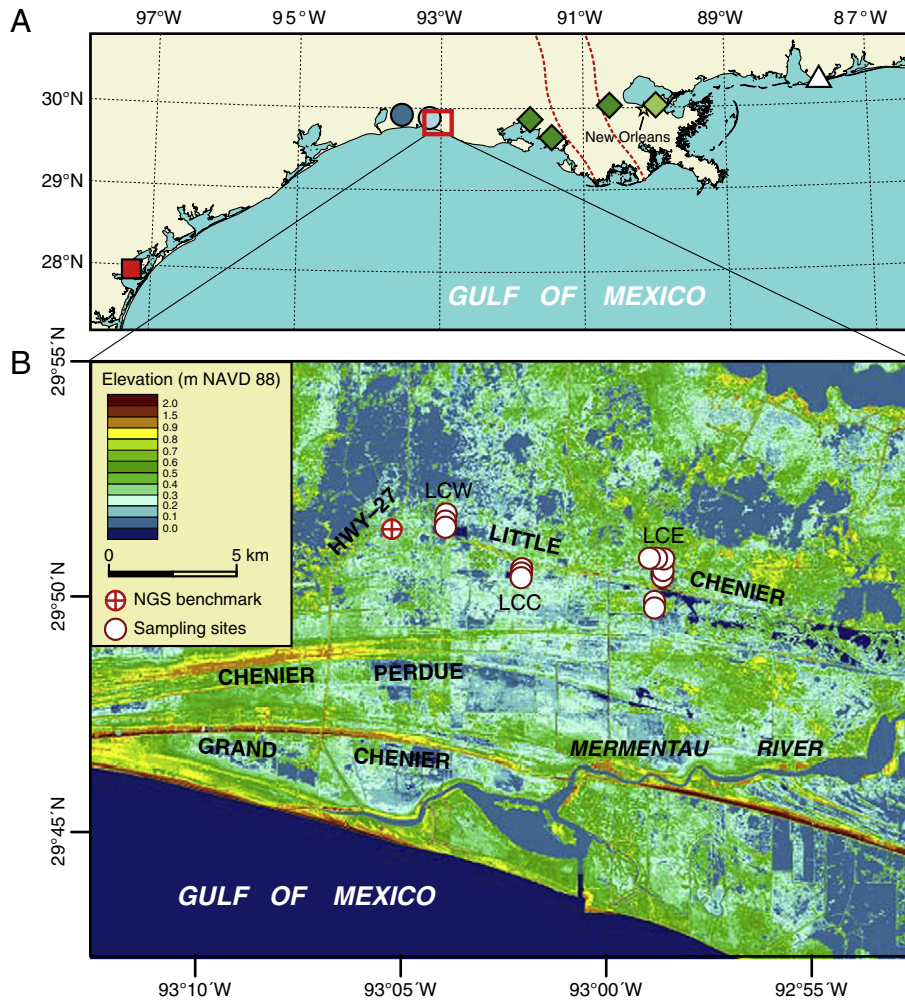 A
97°W 95°W 93°W 91°W 89°W 87°W
30°N
29°N
28°N
New Orleans
GULF OF MEXICO
B
29°55´N
29°50´N
29°45´N
Elevation (m NAVD 88)
2.0
1.5
0.9
0.8
0.7
0.6
0.5
0.4
0.3
0.2
0.1
0.0
0 5 km
NGS benchmark
Sampling sites
HWY-27
LCW
LITTLE
LCE
LCC
CHENIER
CHENIER PERDUE
GRAND CHENIER
MERMENTAU RIVER
GULF OF MEXICO
93°10´W 93°05´W 93°00´W 92°55´W